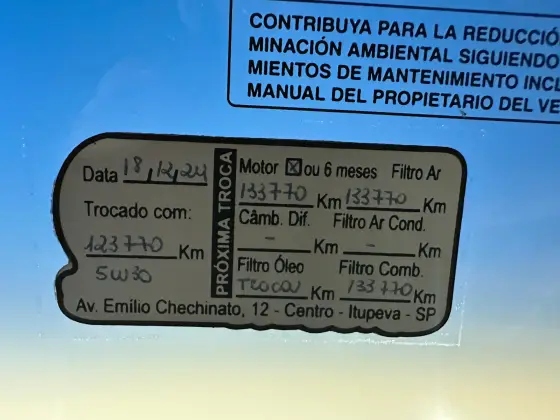 CONTRIBUYA PARA LA REDUCCIÓ
MINACIÓN AMBIENTAL SIGUIENDO
MIENTOS DE MANTENIMIENTO INCL
MANUAL DEL PROPIETARIO DEL VE
Data 18,12,24
Trocado com:
123770 Km
5W30
PRÓXIMA TROCA
Motor ☒ ou 6 meses Filtro Ar
133770 Km 133770 Km
Câmb. Dif. Filtro Ar Cond.
- Km - Km
Filtro Óleo Filtro Comb.
TROCOU Km 133770 Km
Av. Emílio Chechinato, 12 - Centro - Itupeva - SP